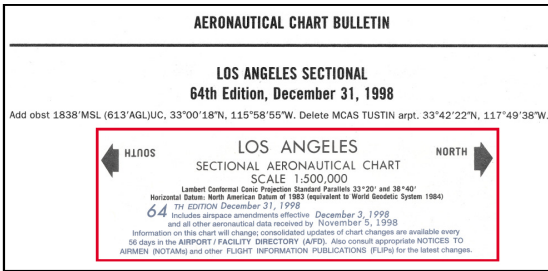 AERONAUTICAL CHART BULLETIN
LOS ANGELES SECTIONAL
64th Edition, December 31, 1998
Add obst 1838'MSL (613'AGL)UC, 33°00'18"N, 115°58'55"W. Delete MCAS TUSTIN arpt. 33°42'22"N, 117°49'38"W.
SOUTH
LOS ANGELES
NORTH
SECTIONAL AERONAUTICAL CHART
SCALE 1:500,000
Lambert Conformal Conic Projection Standard Parallels 33°20' and 38°40'
Horizontal Datum: North American Datum of 1983 (equivalent to World Geodetic System 1984)
64 TH EDITION December 31, 1998
Includes airspace amendments effective December 3, 1998
and all other aeronautical data received by November 5, 1998
Information on this chart will change; consolidated updates of chart changes are available every
56 days in the AIRPORT/FACILITY DIRECTORY (A/FD). Also consult appropriate NOTICES TO
AIRMEN (NOTAMs) and other FLIGHT INFORMATION PUBLICATIONS (FLIPs) for the latest changes.